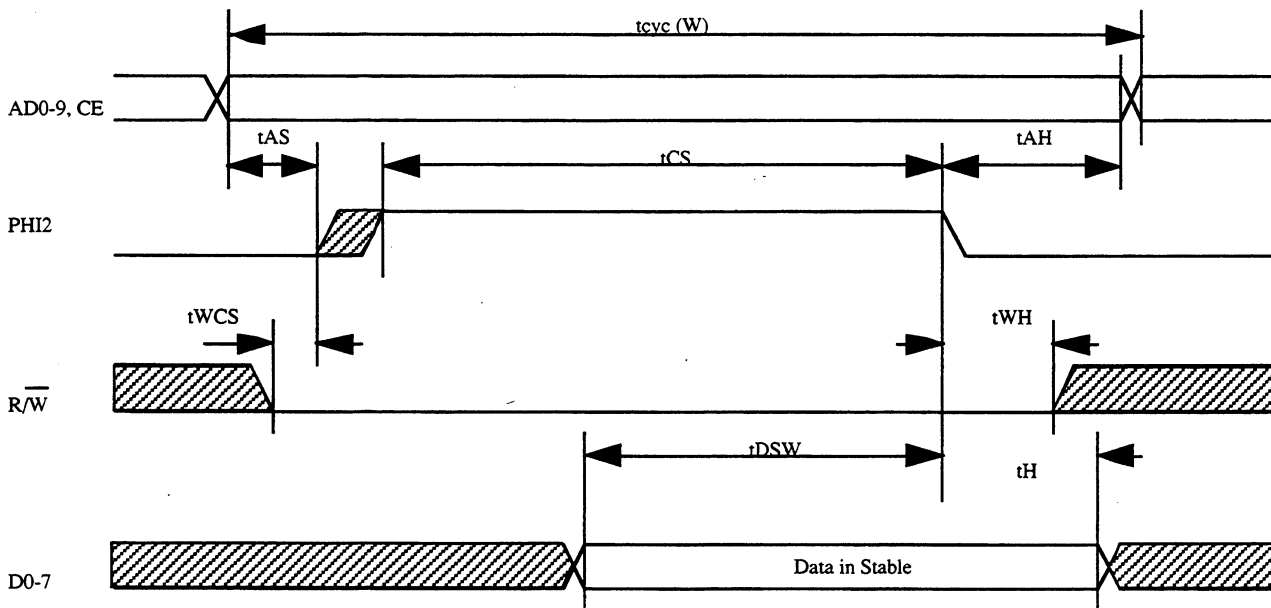 tcyc (W)
AD0-9, CE
tAS
tCS
tAH
PHI2
tWCS
tWH
R/W
tDSW
tH
Data in Stable
D0-7